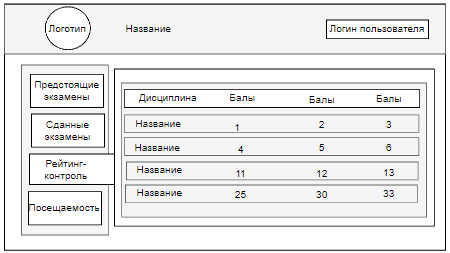 Логотип Название Логин пользователя
Предстоящие
экзамены
Сданные
экзамены
Рейтинг-
контроль
Посещаемость
Дисциплина Балы Балы Балы
Название 1 2 3
Название 4 5 6
Название 11 12 13
Название 25 30 33